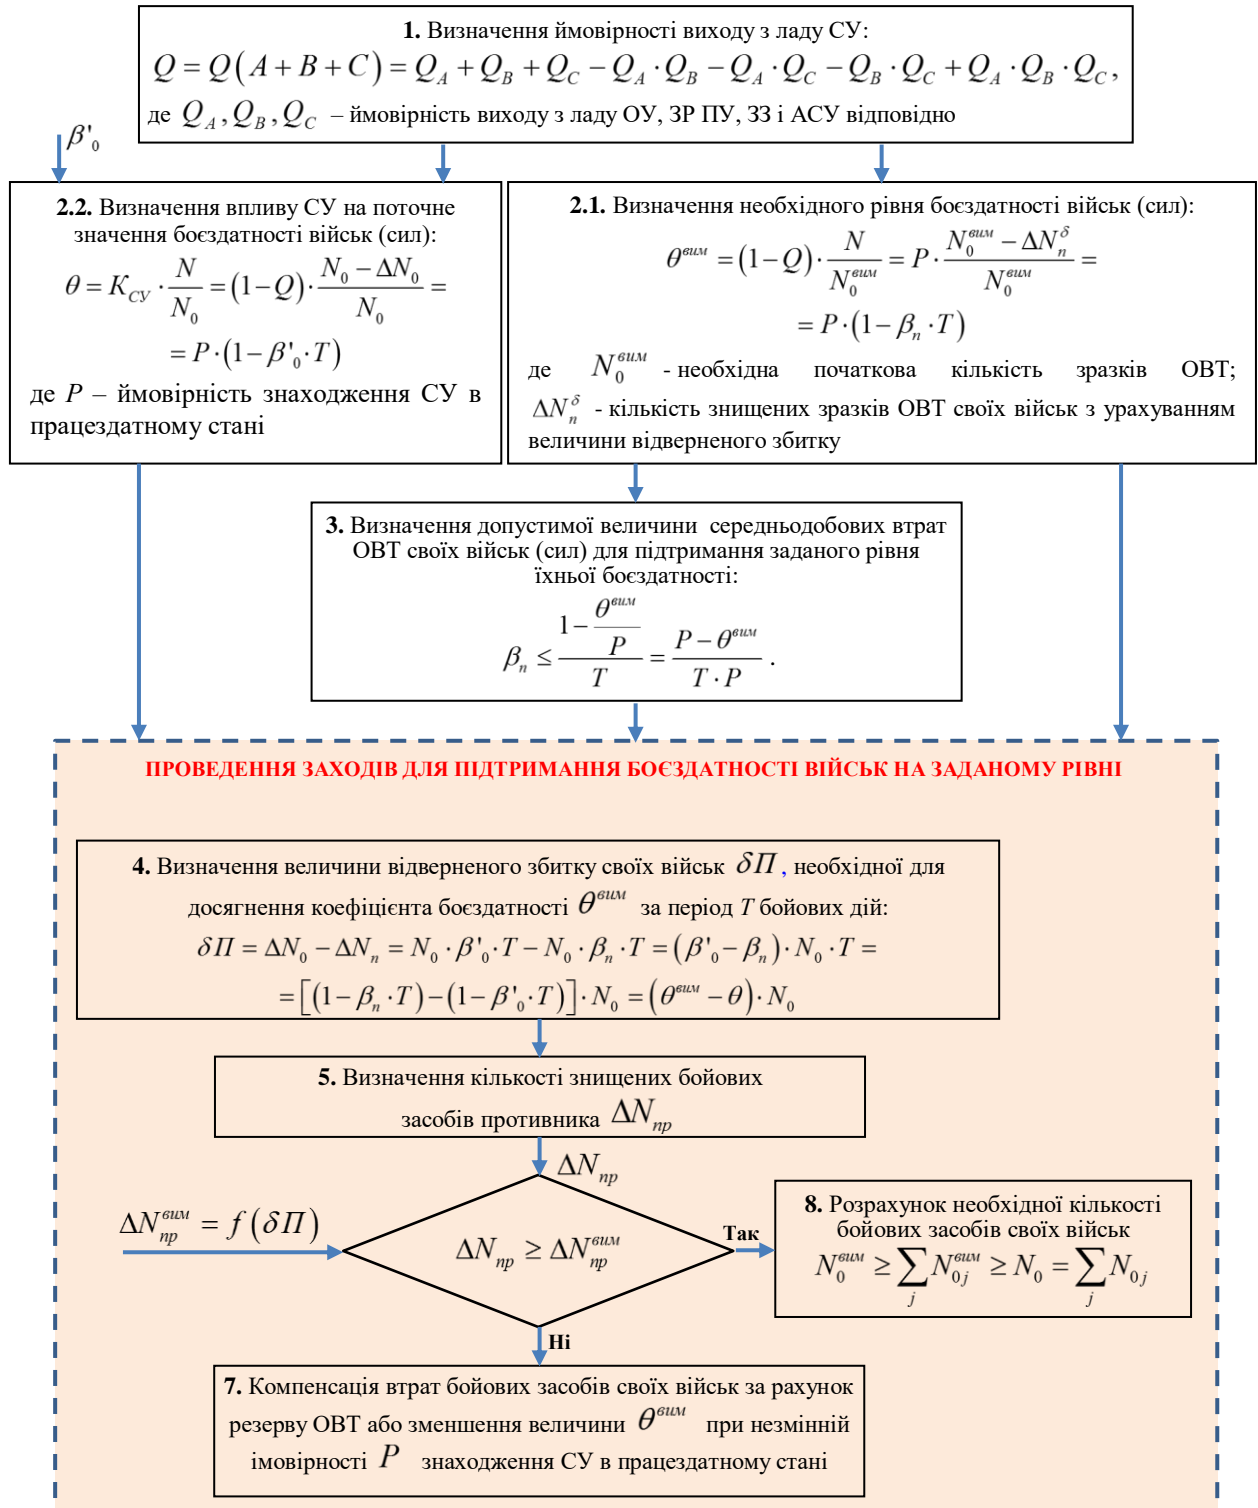 1. Визначення ймовірності виходу з ладу СУ:
Q = Q(A + B + C) = Q_A + Q_B + Q_C − Q_A · Q_B − Q_A · Q_C − Q_B · Q_C + Q_A · Q_B · Q_C ,
де Q_A, Q_B, Q_C – ймовірність виходу з ладу ОУ, ЗР ПУ, ЗЗ і АСУ відповідно
β'_0
2.2. Визначення впливу СУ на поточне
значення боєздатності військ (сил):
θ = K_СУ · N/N_0 = (1 − Q) · (N_0 − ΔN_0)/N_0 =
= P · (1 − β'_0 · T)
де P – ймовірність знаходження СУ в
працездатному стані
2.1. Визначення необхідного рівня боєздатності військ (сил):
θ^вим = (1 − Q) · N/N_0^вим = P · (N_0^вим − ΔN_n^δ)/N_0^вим =
= P · (1 − β_n · T)
де N_0^вим - необхідна початкова кількість зразків ОВТ;
ΔN_n^δ - кількість знищених зразків ОВТ своїх військ з урахуванням
величини відверненого збитку
3. Визначення допустимої величини середньодобових втрат
ОВТ своїх військ (сил) для підтримання заданого рівня
їхньої боєздатності:
β_n ≤ (1 − θ^вим/P)/T = (P − θ^вим)/(T · P) .
ПРОВЕДЕННЯ ЗАХОДІВ ДЛЯ ПІДТРИМАННЯ БОЄЗДАТНОСТІ ВІЙСЬК НА ЗАДАНОМУ РІВНІ
4. Визначення величини відверненого збитку своїх військ δП, необхідної для
досягнення коефіцієнта боєздатності θ^вим за період T бойових дій:
δП = ΔN_0 − ΔN_n = N_0 · β'_0 · T − N_0 · β_n · T = (β'_0 − β_n) · N_0 · T =
= [(1 − β_n · T) − (1 − β'_0 · T)] · N_0 = (θ^вим − θ) · N_0
5. Визначення кількості знищених бойових
засобів противника ΔN_пр
ΔN_пр
ΔN_пр^вим = f(δП)
ΔN_пр ≥ ΔN_пр^вим
Так
8. Розрахунок необхідної кількості
бойових засобів своїх військ
N_0^вим ≥ ∑_j N_0j^вим ≥ N_0 = ∑_j N_0j
Ні
7. Компенсація втрат бойових засобів своїх військ за рахунок
резерву ОВТ або зменшення величини θ^вим при незмінній
імовірності P знаходження СУ в працездатному стані